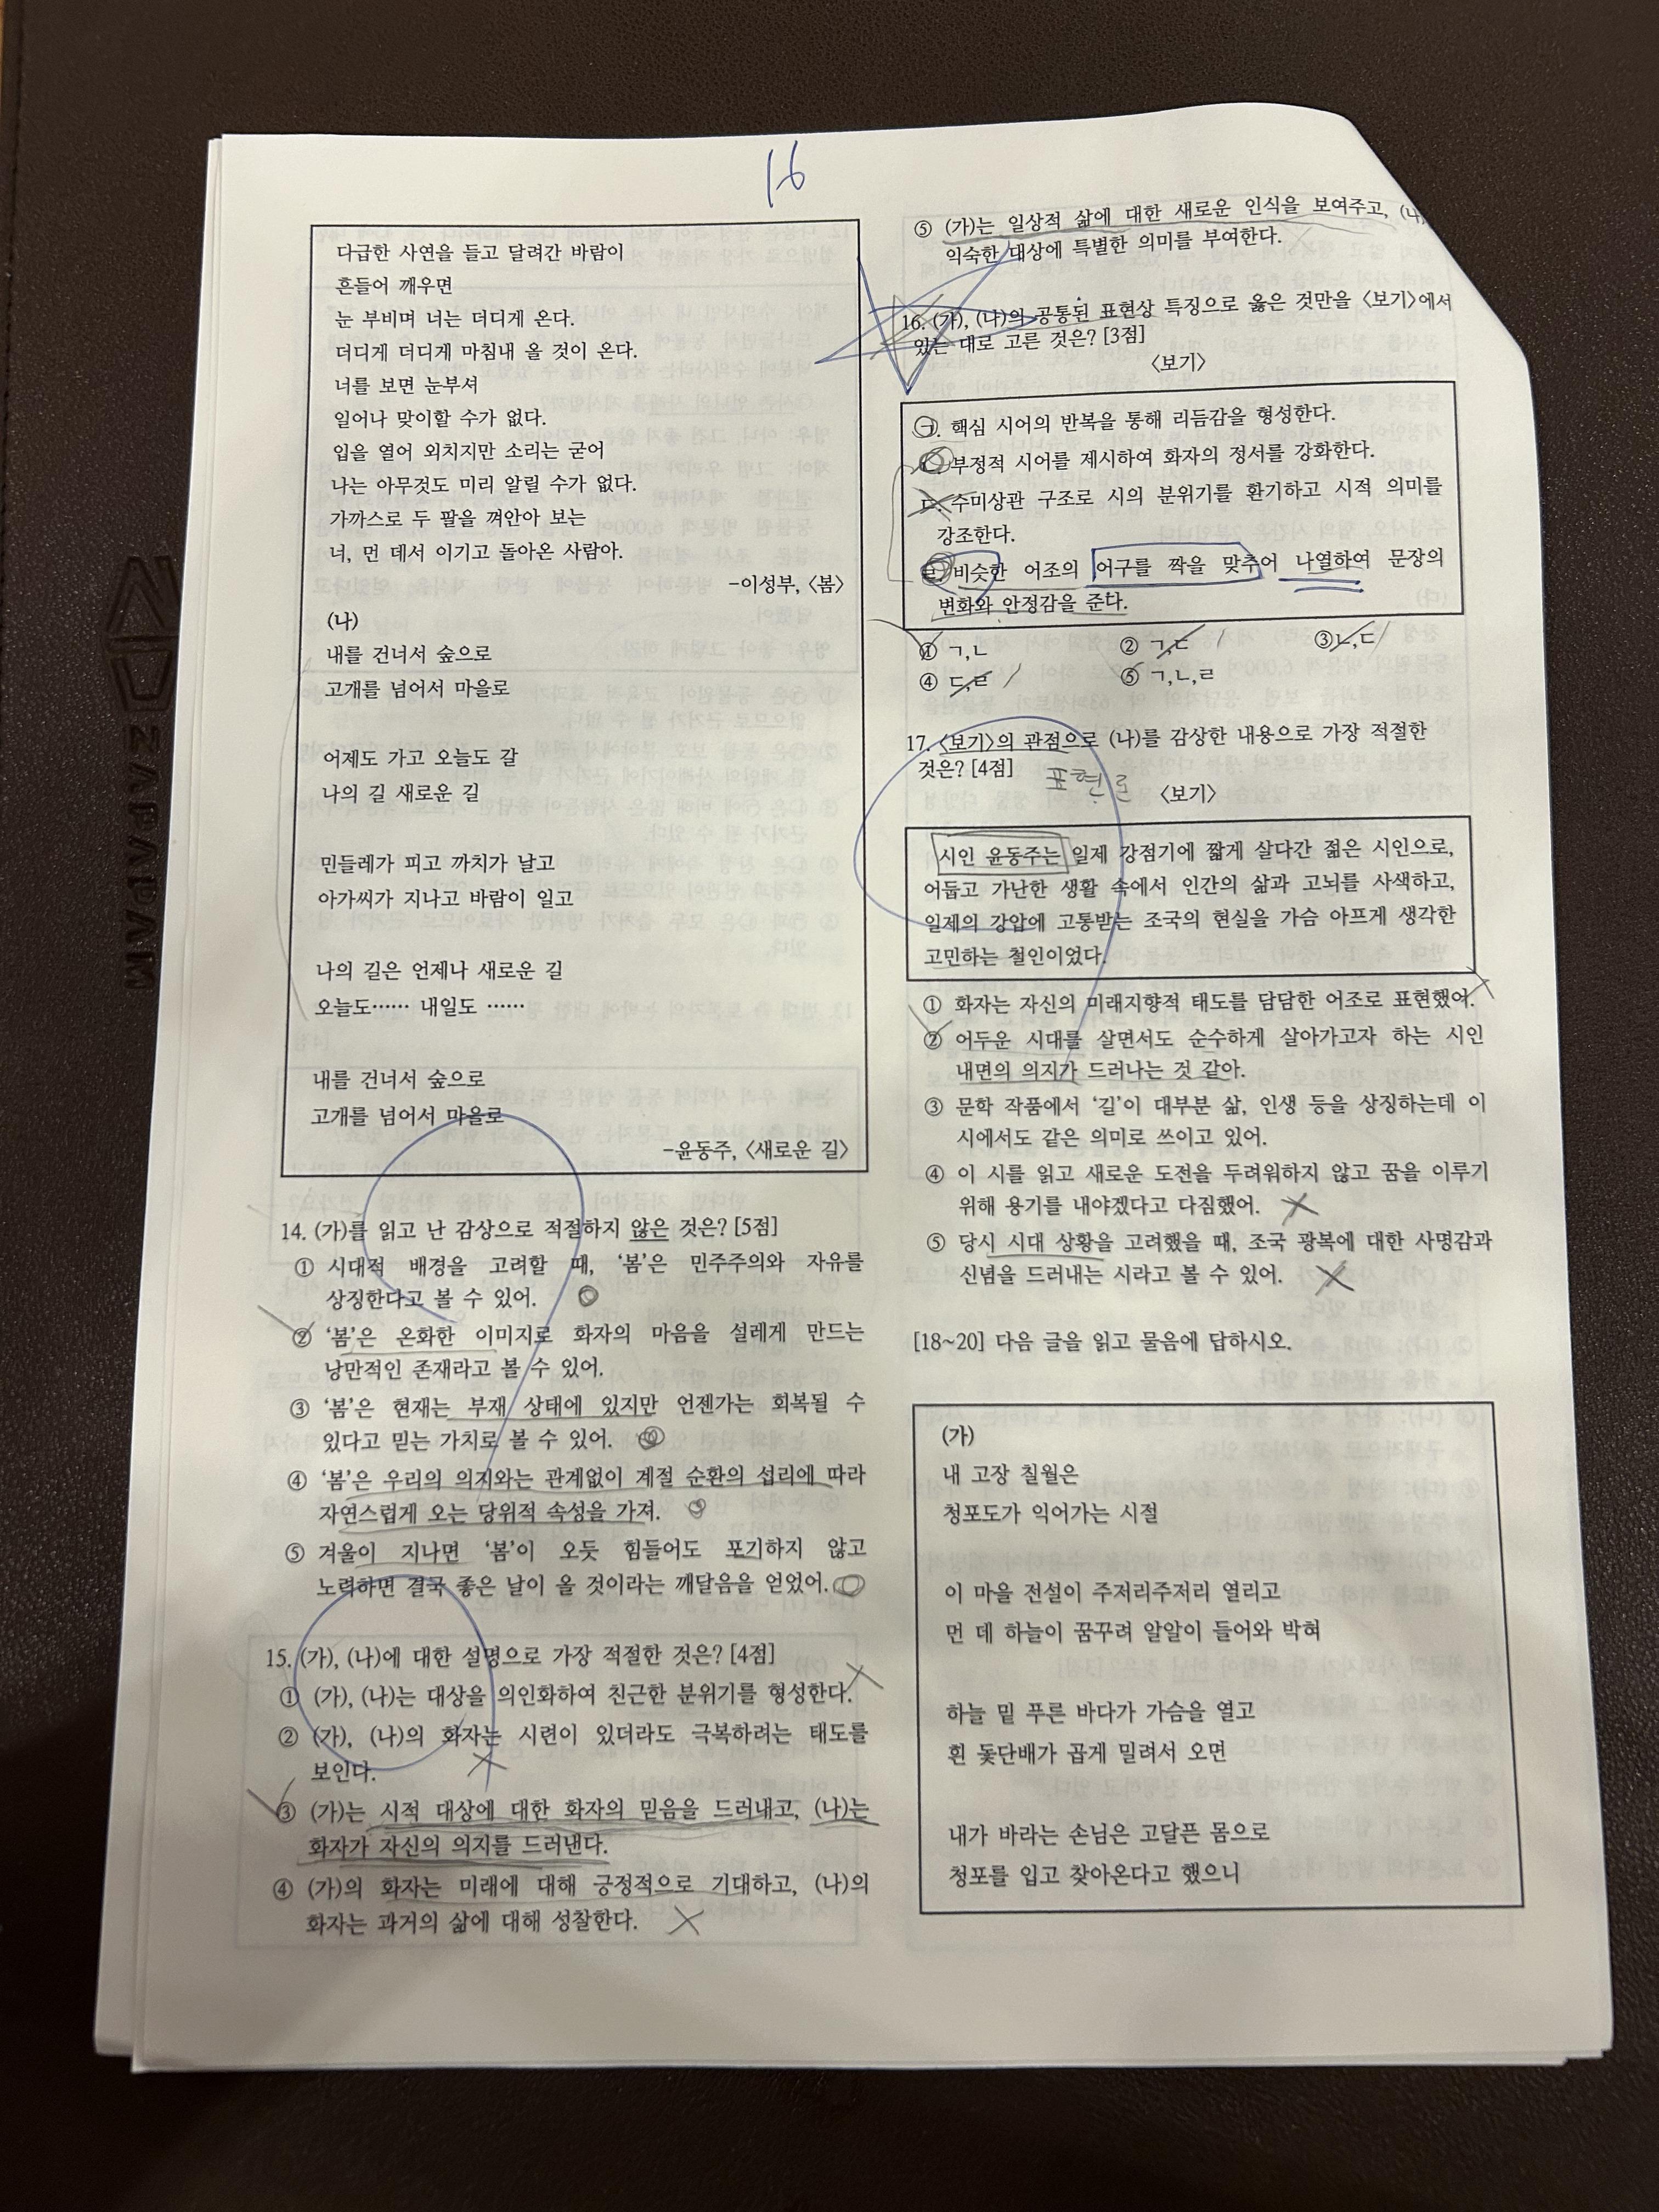 16
다급한 사연을 들고 달려간 바람이
흔들어 깨우면
눈 부비며 너는 더디게 온다.
더디게 더디게 마침내 올 것이 온다.
너를 보면 눈부셔
일어나 맞이할 수가 없다.
입을 열어 외치지만 소리는 굳어
나는 아무것도 미리 알릴 수가 없다.
가까스로 두 팔을 껴안아 보는
너, 먼 데서 이기고 돌아온 사람아.
-이성부, <봄>
(나)
내를 건너서 숲으로
고개를 넘어서 마을로
어제도 가고 오늘도 갈
나의 길 새로운 길
민들레가 피고 까치가 날고
아가씨가 지나고 바람이 일고
나의 길은 언제나 새로운 길
오늘도…… 내일도 ……
내를 건너서 숲으로
고개를 넘어서 마을로
-윤동주, <새로운 길>
14. (가)를 읽고 난 감상으로 적절하지 않은 것은? [5점]
① 시대적 배경을 고려할 때, '봄'은 민주주의와 자유를
상징한다고 볼 수 있어.
② '봄'은 온화한 이미지로 화자의 마음을 설레게 만드는
낭만적인 존재라고 볼 수 있어.
③ '봄'은 현재는 부재 상태에 있지만 언젠가는 회복될 수
있다고 믿는 가치로 볼 수 있어.
④ '봄'은 우리의 의지와는 관계없이 계절 순환의 섭리에 따라
자연스럽게 오는 당위적 속성을 가져.
⑤ 겨울이 지나면 '봄'이 오듯 힘들어도 포기하지 않고
노력하면 결국 좋은 날이 올 것이라는 깨달음을 얻었어.
15. (가), (나)에 대한 설명으로 가장 적절한 것은? [4점]
① (가), (나)는 대상을 의인화하여 친근한 분위기를 형성한다.
② (가), (나)의 화자는 시련이 있더라도 극복하려는 태도를
보인다.
③ (가)는 시적 대상에 대한 화자의 믿음을 드러내고, (나)는
화자가 자신의 의지를 드러낸다.
④ (가)의 화자는 미래에 대해 긍정적으로 기대하고, (나)의
화자는 과거의 삶에 대해 성찰한다.
⑤ (가)는 일상적 삶에 대한 새로운 인식을 보여주고, (나
익숙한 대상에 특별한 의미를 부여한다.
16. (가), (나)의 공통된 표현상 특징으로 옳은 것만을 <보기>에서
있는 대로 고른 것은? [3점]
<보기>
ㄱ. 핵심 시어의 반복을 통해 리듬감을 형성한다.
ㄴ. 부정적 시어를 제시하여 화자의 정서를 강화한다.
ㄷ. 수미상관 구조로 시의 분위기를 환기하고 시적 의미를
강조한다.
ㄹ. 비슷한 어조의 어구를 짝을 맞추어 나열하여 문장의
변화와 안정감을 준다.
① ㄱ,ㄴ ② ㄱ,ㄷ ③ ㄴ,ㄷ
④ ㄷ,ㄹ ⑤ ㄱ,ㄴ,ㄹ
17. <보기>의 관점으로 (나)를 감상한 내용으로 가장 적절한
것은? [4점]
표현론
<보기>
시인 윤동주는 일제 강점기에 짧게 살다간 젊은 시인으로,
어둡고 가난한 생활 속에서 인간의 삶과 고뇌를 사색하고,
일제의 강압에 고통받는 조국의 현실을 가슴 아프게 생각한
고민하는 철인이었다.
① 화자는 자신의 미래지향적 태도를 담담한 어조로 표현했어.
② 어두운 시대를 살면서도 순수하게 살아가고자 하는 시인
내면의 의지가 드러나는 것 같아.
③ 문학 작품에서 '길'이 대부분 삶, 인생 등을 상징하는데 이
시에서도 같은 의미로 쓰이고 있어.
④ 이 시를 읽고 새로운 도전을 두려워하지 않고 꿈을 이루기
위해 용기를 내야겠다고 다짐했어.
⑤ 당시 시대 상황을 고려했을 때, 조국 광복에 대한 사명감과
신념을 드러내는 시라고 볼 수 있어.
[18~20] 다음 글을 읽고 물음에 답하시오.
(가)
내 고장 칠월은
청포도가 익어가는 시절
이 마을 전설이 주저리주저리 열리고
먼 데 하늘이 꿈꾸려 알알이 들어와 박혀
하늘 밑 푸른 바다가 가슴을 열고
흰 돛단배가 곱게 밀려서 오면
내가 바라는 손님은 고달픈 몸으로
청포를 입고 찾아온다고 했으니